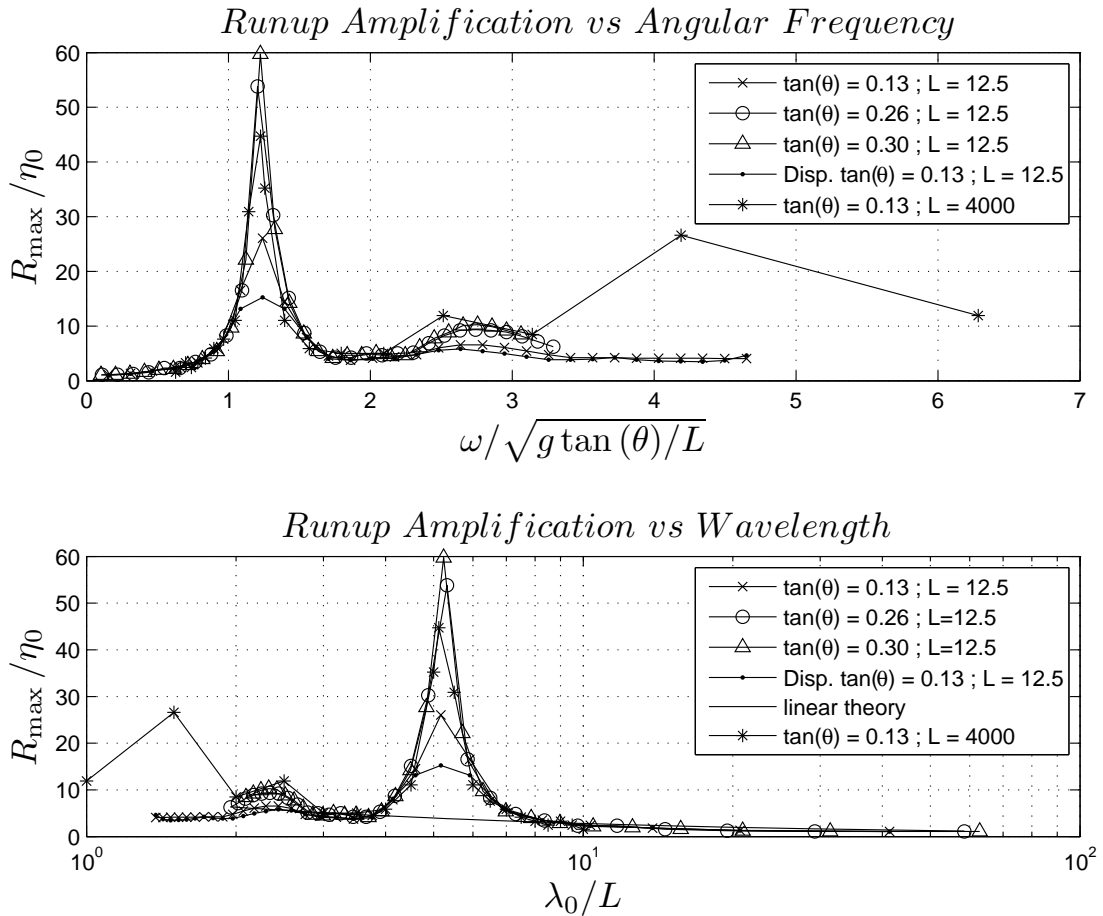 Runup Amplification vs Angular Frequency
60
50
40
30
20
10
0
R_max / η_0
tan(θ) = 0.13 ; L = 12.5
tan(θ) = 0.26 ; L = 12.5
tan(θ) = 0.30 ; L = 12.5
Disp. tan(θ) = 0.13 ; L = 12.5
tan(θ) = 0.13 ; L = 4000
0 1 2 3 4 5 6 7
ω/√(g tan (θ)/L)
Runup Amplification vs Wavelength
60
50
40
30
20
10
0
R_max / η_0
tan(θ) = 0.13 ; L = 12.5
tan(θ) = 0.26 ; L=12.5
tan(θ) = 0.30 ; L=12.5
Disp. tan(θ) = 0.13 ; L = 12.5
linear theory
tan(θ) = 0.13 ; L = 4000
10^0 10^1 10^2
λ_0/L